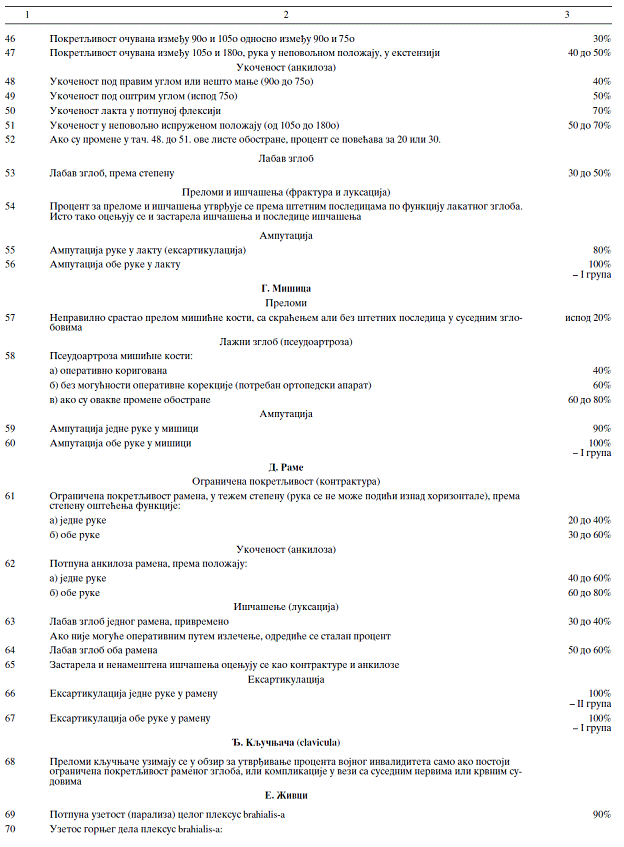 1 2 3
46 Покретљивост очувана између 90о и 105о односно између 90о и 75о 30%
47 Покретљивост очувана између 105о и 180о, рука у неповољном положају, у екстензији 40 до 50%
Укоченост (анкилоза)
48 Укоченост под правим углом или нешто мање (90о до 75о) 40%
49 Укоченост под оштрим углом (испод 75о) 50%
50 Укоченост лакта у потпуној флексији 70%
51 Укоченост у неповољно испруженом положају (од 105о до 180о) 50 до 70%
52 Ако су промене у тач. 48. до 51. ове листе обостране, процент се повећава за 20 или 30.
Лабав зглоб
53 Лабав зглоб, према степену 30 до 50%
Преломи и ишчашења (фрактура и луксација)
54 Процент за преломе и ишчашења утврђује се према штетним последицама по функцију лакатног зглоба.
Исто тако оцењују се и застарела ишчашења и последице ишчашења
Ампутација
55 Ампутација руке у лакту (ексартикулација) 80%
56 Ампутација обе руке у лакту 100%
– I група
Г. Мишица
Преломи
57 Неправилно срастао прелом мишићне кости, са скраћењем али без штетних последица у суседним згло- испод 20%
бовима
Лажни зглоб (псеудоартроза)
58 Псеудоартроза мишићне кости:
а) оперативно коригована 40%
б) без могућности оперативне корекције (потребан ортопедски апарат) 60%
в) ако су овакве промене обостране 60 до 80%
Ампутација
59 Ампутација једне руке у мишици 90%
60 Ампутација обе руке у мишици 100%
– I група
Д. Раме
Ограничена покретљивост (контрактура)
61 Ограничена покретљивост рамена, у тежем степену (рука се не може подићи изнад хоризонтале), према
степену оштећења функције:
а) једне руке 20 до 40%
б) обе руке 30 до 60%
Укоченост (анкилоза)
62 Потпуна анкилоза рамена, према положају:
а) једне руке 40 до 60%
б) обе руке 60 до 80%
Ишчашење (луксација)
63 Лабав зглоб једног рамена, привремено 30 до 40%
Ако није могуће оперативним путем излечење, одредиће се сталан процент
64 Лабав зглоб оба рамена 50 до 60%
65 Застарела и ненамештена ишчашења оцењују се као контрактуре и анкилозе
Ексартикулација
66 Ексартикулација једне руке у рамену 100%
– II група
67 Ексартикулација обе руке у рамену 100%
– I група
Ђ. Кључњача (clavicula)
68 Преломи кључњаче узимају се у обзир за утврђивање процента војног инвалидитета само ако постоји
ограничена покретљивост раменог зглоба, или компликације у вези са суседним нервима или крвним су-
довима
Е. Живци
69 Потпуна узетост (парализа) целог плексус brahialis-а 90%
70 Узетос горњег дела плексус brahialis-а: